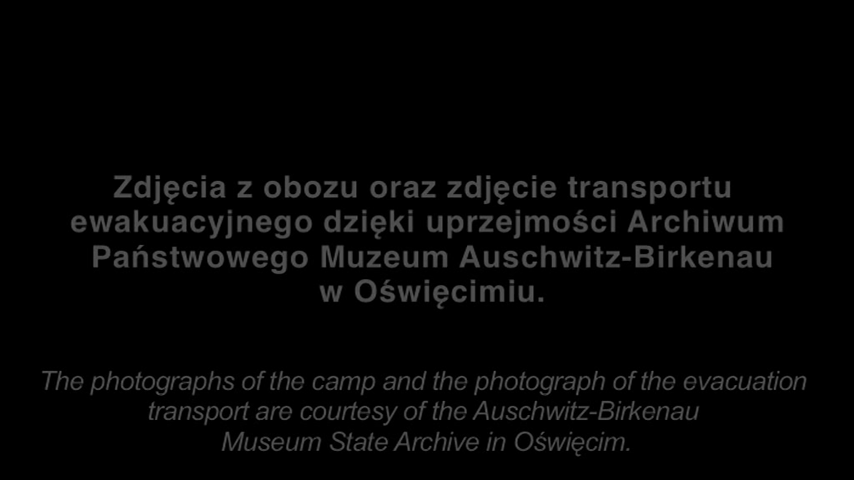 Zdjęcia z obozu oraz zdjęcie transportu
ewakuacyjnego dzięki uprzejmości Archiwum
Państwowego Muzeum Auschwitz-Birkenau
w Oświęcimiu.
The photographs of the camp and the photograph of the evacuation
transport are courtesy of the Auschwitz-Birkenau
Museum State Archive in Oświęcim.